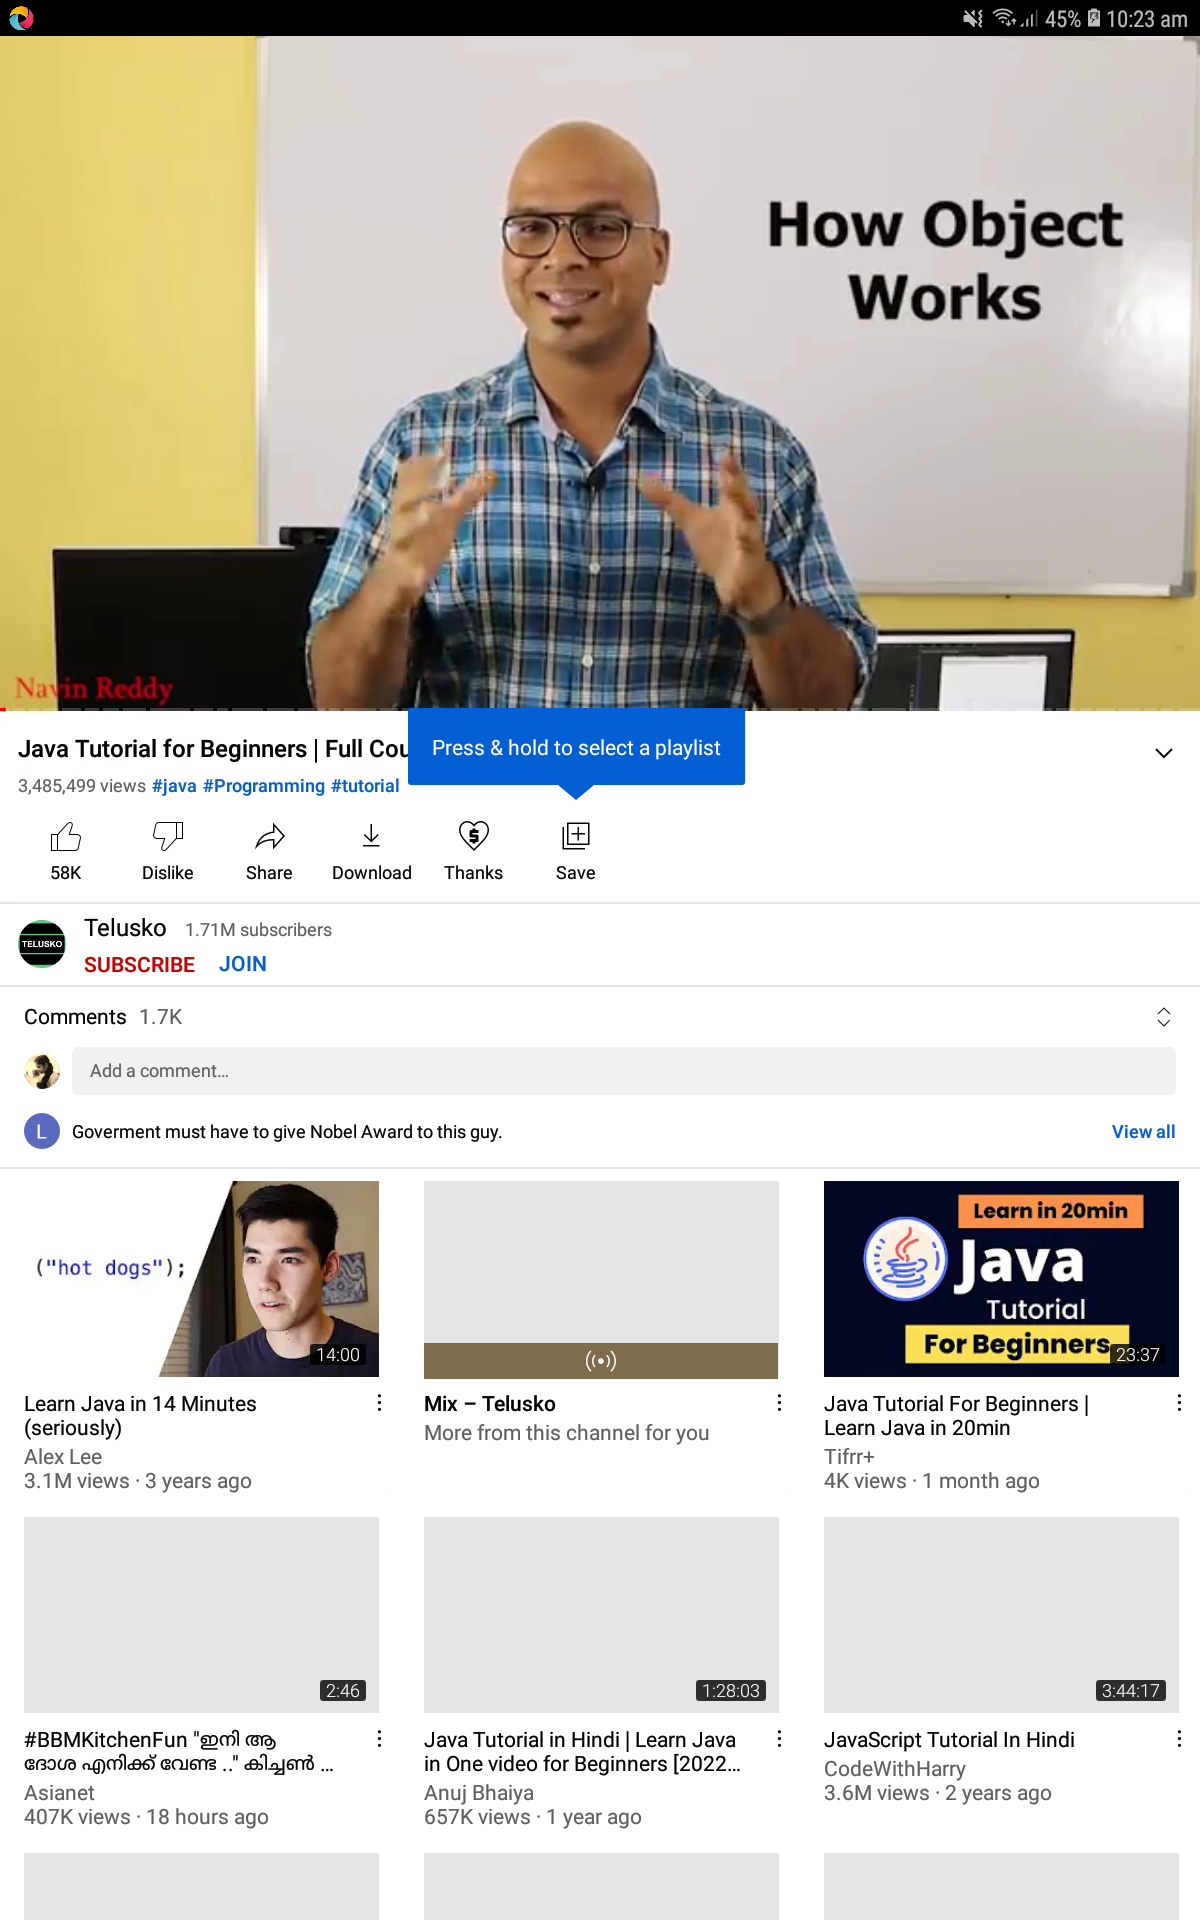 45% 10:23 am
How Object
Works
Navin Reddy
Java Tutorial for Beginners | Full Cou
Press & hold to select a playlist
3,485,499 views #java #Programming #tutorial
58K
Dislike
Share
Download
Thanks
Save
TELUSKO
Telusko 1.71M subscribers
SUBSCRIBE JOIN
Comments 1.7K
Add a comment...
L
Goverment must have to give Nobel Award to this guy.
View all
("hot dogs");
14:00
Learn Java in 14 Minutes
(seriously)
Alex Lee
3.1M views · 3 years ago
Mix – Telusko
More from this channel for you
Learn in 20min
Java
Tutorial
For Beginners
23:37
Java Tutorial For Beginners |
Learn Java in 20min
Tifrr+
4K views · 1 month ago
2:46
#BBMKitchenFun "ഇനി ആ
ദോശ എനിക്ക് വേണ്ട .." കിച്ചൺ ...
Asianet
407K views · 18 hours ago
1:28:03
Java Tutorial in Hindi | Learn Java
in One video for Beginners [2022...
Anuj Bhaiya
657K views · 1 year ago
3:44:17
JavaScript Tutorial In Hindi
CodeWithHarry
3.6M views · 2 years ago